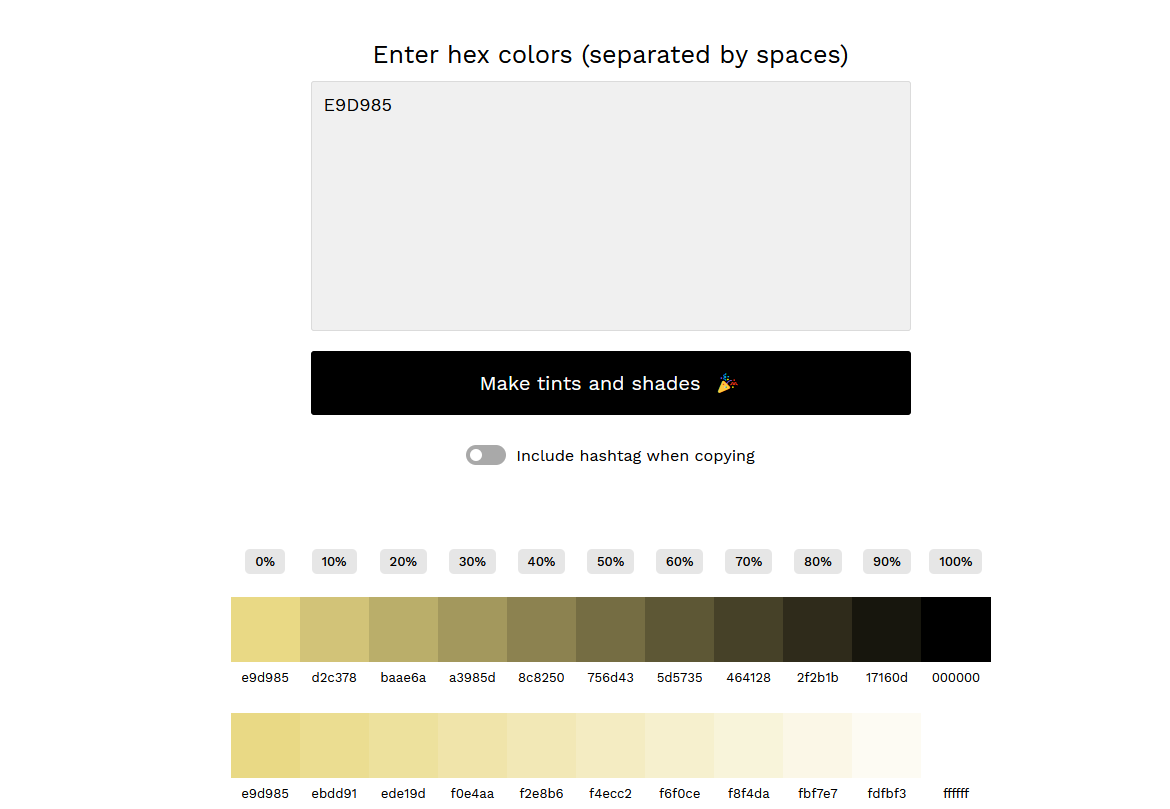 Enter hex colors (separated by spaces)
E9D985
Make tints and shades 🎉
Include hashtag when copying
0% 10% 20% 30% 40% 50% 60% 70% 80% 90% 100%
e9d985 d2c378 baae6a a3985d 8c8250 756d43 5d5735 464128 2f2b1b 17160d 000000
e9d985 ebdd91 ede19d f0e4aa f2e8b6 f4ecc2 f6f0ce f8f4da fbf7e7 fdfbf3 ffffff